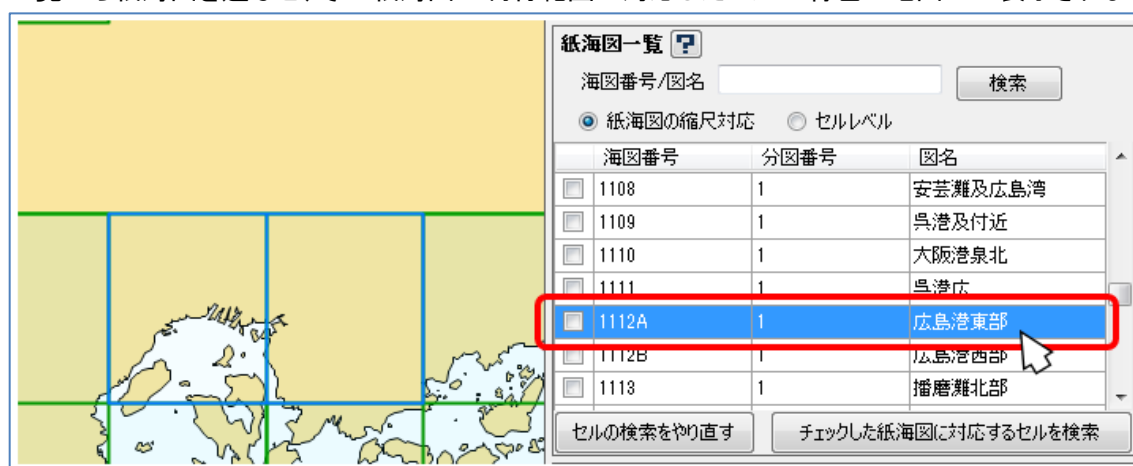 紙海図一覧 ?
海図番号/図名 検索
紙海図の縮尺対応 セルレベル
海図番号 分図番号 図名
1108 1 安芸灘及広島湾
1109 1 呉港及付近
1110 1 大阪港泉北
1111 1 呉港広
1112A 1 広島港東部
1112B 1 広島港西部
1113 1 播磨灘北部
セルの検索をやり直す チェックした紙海図に対応するセルを検索